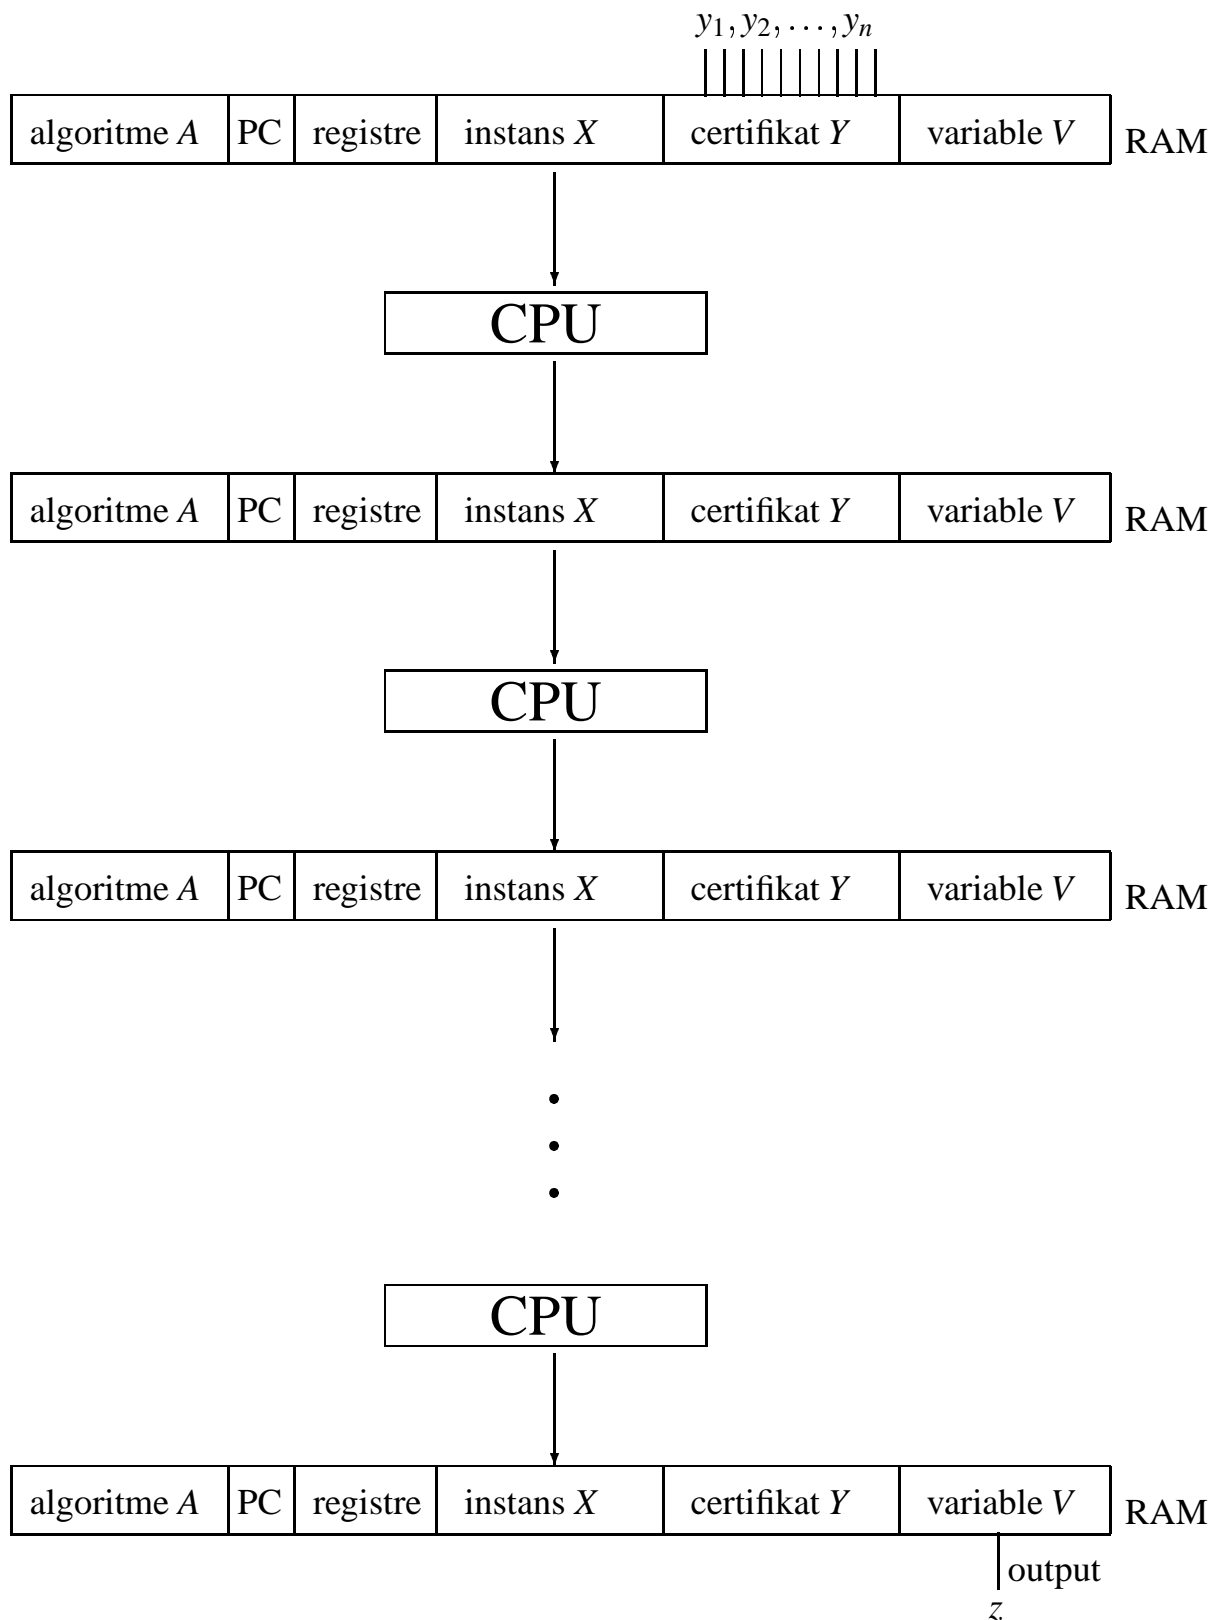 y1, y2, . . . , yn
algoritme A PC registre instans X certifikat Y variable V RAM
CPU
algoritme A PC registre instans X certifikat Y variable V RAM
CPU
algoritme A PC registre instans X certifikat Y variable V RAM
CPU
algoritme A PC registre instans X certifikat Y variable V RAM
output
z